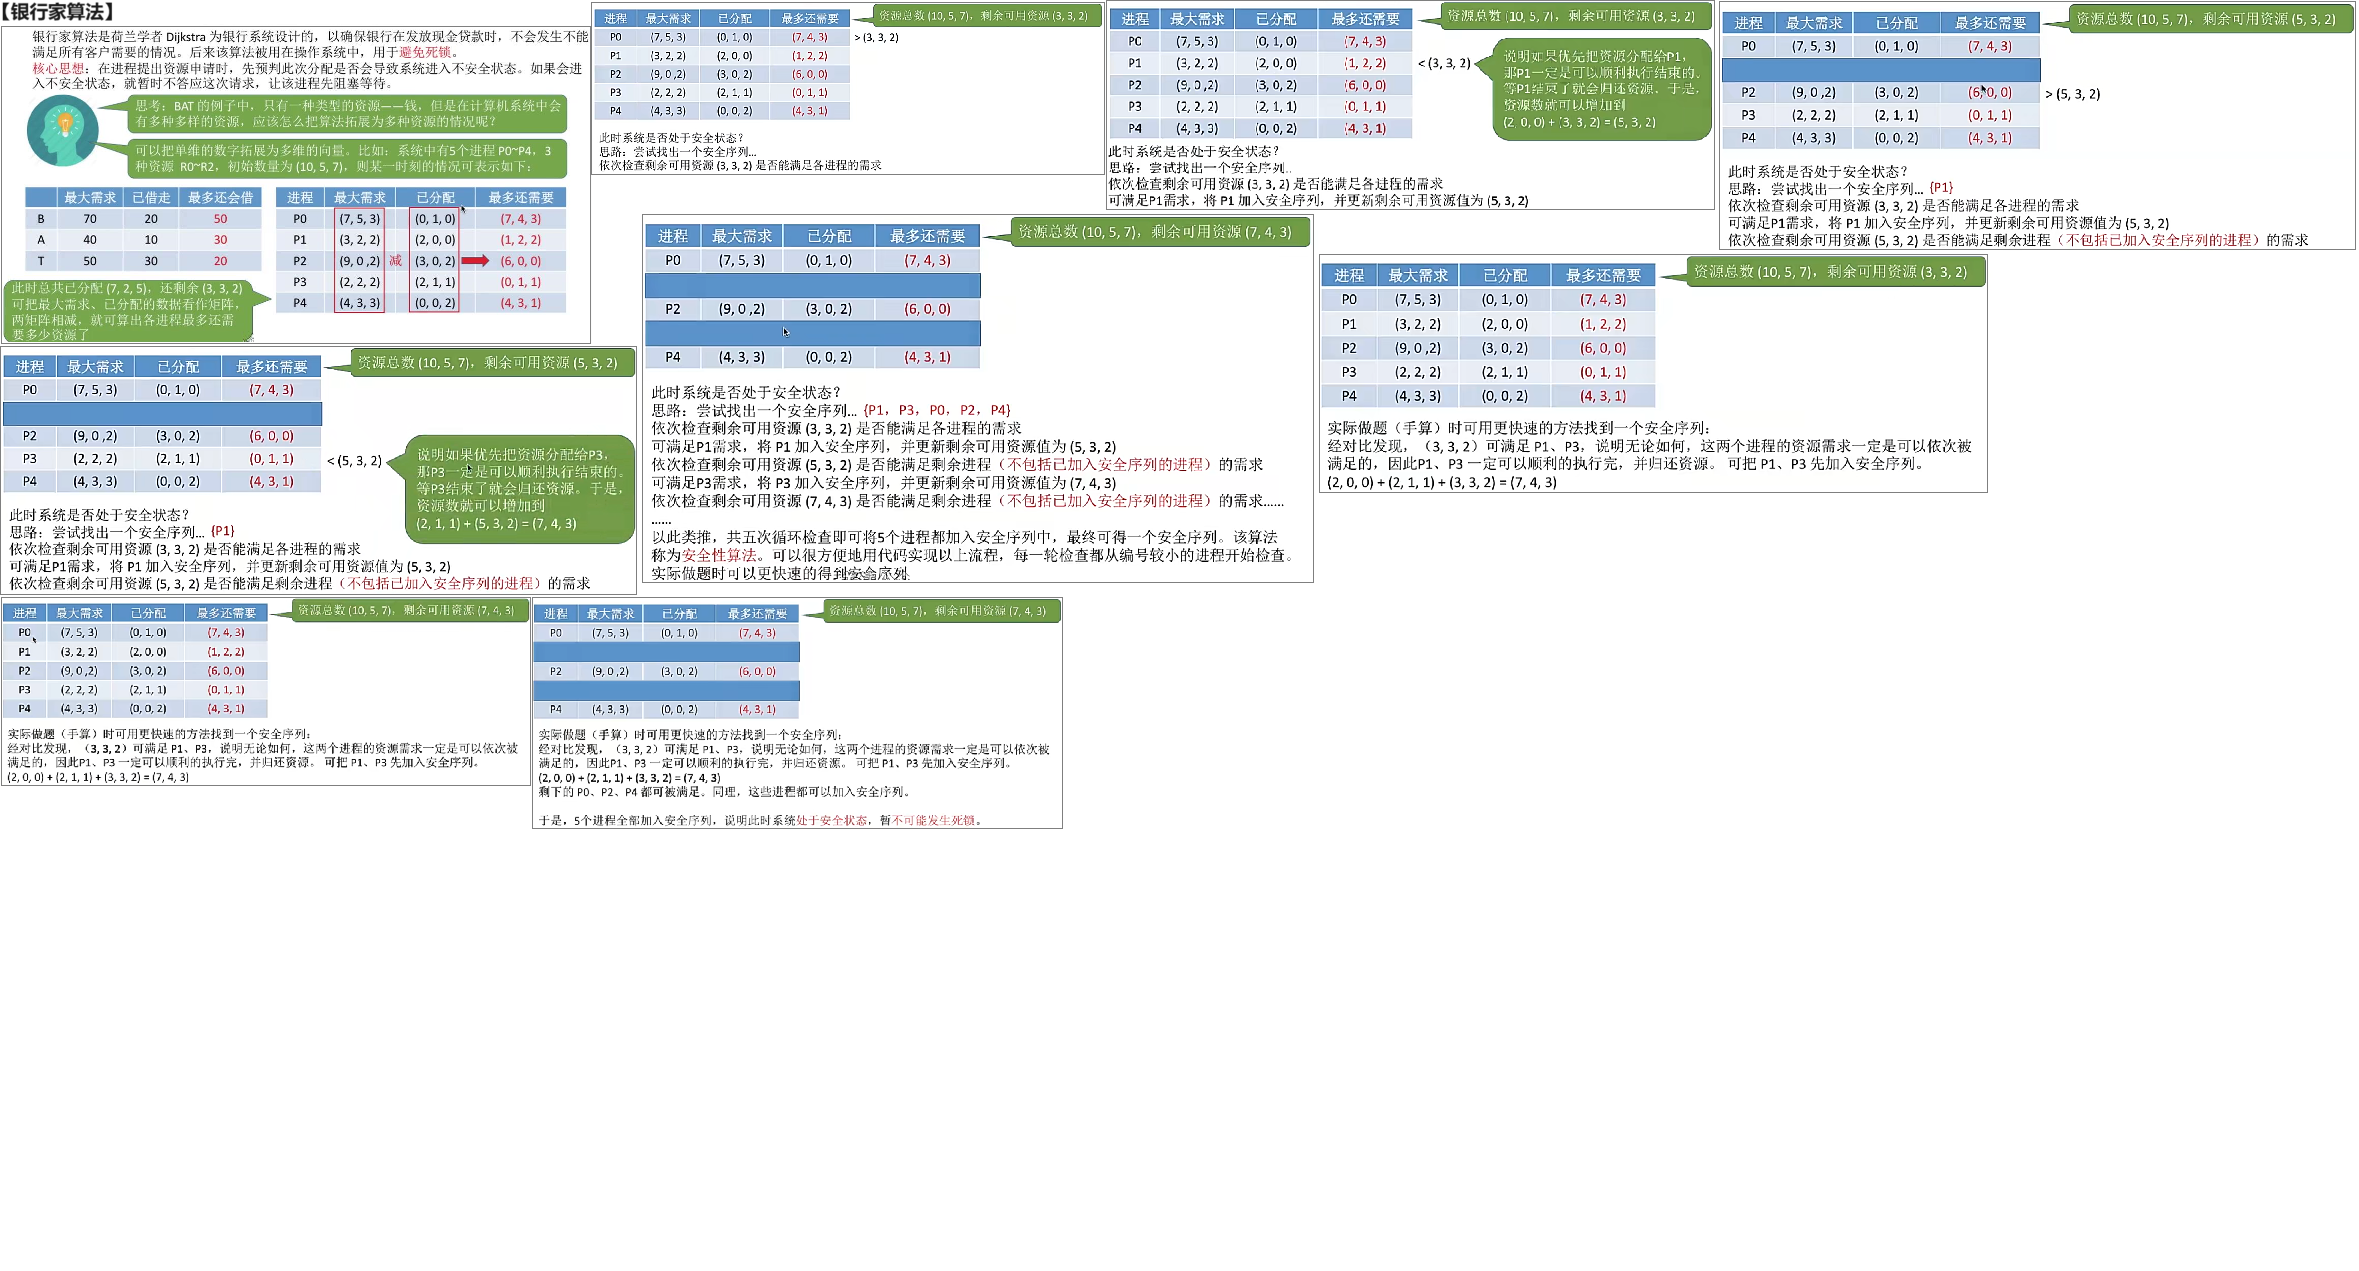 【银行家算法】
银行家算法是荷兰学者 Dijkstra 为银行系统设计的，以确保银行在发放现金贷款时，不会发生不能
满足所有客户需要的情况。后来该算法被用在操作系统中，用于避免死锁。
核心思想：在进程提出资源申请时，先预判此次分配是否会导致系统进入不安全状态。如果会进
入不安全状态，就暂时不答应这次请求，让该进程先阻塞等待。
思考：BAT 的例子中，只有一种类型的资源——钱，但是在计算机系统中会
有多种多样的资源，应该怎么把算法拓展为多种资源的情况呢？
可以把单维的数字拓展为多维的向量。比如：系统中有5个进程 P0~P4，3
种资源 R0~R2，初始数量为 (10, 5, 7)，则某一时刻的情况可表示如下：
最大需求 已借走 最多还会借
B 70 20 50
A 40 10 30
T 50 30 20
进程 最大需求 已分配 最多还需要
P0 (7, 5, 3) (0, 1, 0) (7, 4, 3)
P1 (3, 2, 2) (2, 0, 0) (1, 2, 2)
P2 (9, 0 ,2) 减 (3, 0, 2) (6, 0, 0)
P3 (2, 2, 2) (2, 1, 1) (0, 1, 1)
P4 (4, 3, 3) (0, 0, 2) (4, 3, 1)
此时总共已分配 (7, 2, 5)，还剩余 (3, 3, 2)
可把最大需求、已分配的数据看作矩阵，
两矩阵相减，就可算出各进程最多还需
要多少资源了
进程 最大需求 已分配 最多还需要
资源总数 (10, 5, 7)，剩余可用资源 (3, 3, 2)
P0 (7, 5, 3) (0, 1, 0) (7, 4, 3) > (3, 3, 2)
P1 (3, 2, 2) (2, 0, 0) (1, 2, 2)
P2 (9, 0 ,2) (3, 0, 2) (6, 0, 0)
P3 (2, 2, 2) (2, 1, 1) (0, 1, 1)
P4 (4, 3, 3) (0, 0, 2) (4, 3, 1)
此时系统是否处于安全状态？
思路：尝试找出一个安全序列...
依次检查剩余可用资源 (3, 3, 2) 是否能满足各进程的需求
进程 最大需求 已分配 最多还需要
资源总数 (10, 5, 7)，剩余可用资源 (3, 3, 2)
P0 (7, 5, 3) (0, 1, 0) (7, 4, 3)
P1 (3, 2, 2) (2, 0, 0) (1, 2, 2) < (3, 3, 2)
P2 (9, 0 ,2) (3, 0, 2) (6, 0, 0)
P3 (2, 2, 2) (2, 1, 1) (0, 1, 1)
P4 (4, 3, 3) (0, 0, 2) (4, 3, 1)
说明如果优先把资源分配给P1，
那P1一定是可以顺利执行结束的。
等P1结束了就会归还资源。于是，
资源数就可以增加到
(2, 0, 0) + (3, 3, 2) = (5, 3, 2)
此时系统是否处于安全状态？
思路：尝试找出一个安全序列..
依次检查剩余可用资源 (3, 3, 2) 是否能满足各进程的需求
可满足P1需求，将 P1 加入安全序列，并更新剩余可用资源值为 (5, 3, 2)
进程 最大需求 已分配 最多还需要
资源总数 (10, 5, 7)，剩余可用资源 (5, 3, 2)
P0 (7, 5, 3) (0, 1, 0) (7, 4, 3)
P2 (9, 0 ,2) (3, 0, 2) (6, 0, 0) > (5, 3, 2)
P3 (2, 2, 2) (2, 1, 1) (0, 1, 1)
P4 (4, 3, 3) (0, 0, 2) (4, 3, 1)
此时系统是否处于安全状态？
思路：尝试找出一个安全序列... {P1}
依次检查剩余可用资源 (3, 3, 2) 是否能满足各进程的需求
可满足P1需求，将 P1 加入安全序列，并更新剩余可用资源值为 (5, 3, 2)
依次检查剩余可用资源 (5, 3, 2) 是否能满足剩余进程（不包括已加入安全序列的进程）的需求
进程 最大需求 已分配 最多还需要
资源总数 (10, 5, 7)，剩余可用资源 (5, 3, 2)
P0 (7, 5, 3) (0, 1, 0) (7, 4, 3)
P2 (9, 0 ,2) (3, 0, 2) (6, 0, 0)
P3 (2, 2, 2) (2, 1, 1) (0, 1, 1) < (5, 3, 2)
P4 (4, 3, 3) (0, 0, 2) (4, 3, 1)
说明如果优先把资源分配给P3，
那P3一定是可以顺利执行结束的。
等P3结束了就会归还资源。于是，
资源数就可以增加到
(2, 1, 1) + (5, 3, 2) = (7, 4, 3)
此时系统是否处于安全状态？
思路：尝试找出一个安全序列... {P1}
依次检查剩余可用资源 (3, 3, 2) 是否能满足各进程的需求
可满足P1需求，将 P1 加入安全序列，并更新剩余可用资源值为 (5, 3, 2)
依次检查剩余可用资源 (5, 3, 2) 是否能满足剩余进程（不包括已加入安全序列的进程）的需求
进程 最大需求 已分配 最多还需要
资源总数 (10, 5, 7)，剩余可用资源 (7, 4, 3)
P0 (7, 5, 3) (0, 1, 0) (7, 4, 3)
P2 (9, 0 ,2) (3, 0, 2) (6, 0, 0)
P4 (4, 3, 3) (0, 0, 2) (4, 3, 1)
此时系统是否处于安全状态？
思路：尝试找出一个安全序列... {P1，P3，P0，P2，P4}
依次检查剩余可用资源 (3, 3, 2) 是否能满足各进程的需求
可满足P1需求，将 P1 加入安全序列，并更新剩余可用资源值为 (5, 3, 2)
依次检查剩余可用资源 (5, 3, 2) 是否能满足剩余进程（不包括已加入安全序列的进程）的需求
可满足P3需求，将 P3 加入安全序列，并更新剩余可用资源值为 (7, 4, 3)
依次检查剩余可用资源 (7, 4, 3) 是否能满足剩余进程（不包括已加入安全序列的进程）的需求......
......
以此类推，共五次循环检查即可将5个进程都加入安全序列中，最终可得一个安全序列。该算法
称为安全性算法。可以很方便地用代码实现以上流程，每一轮检查都从编号较小的进程开始检查。
实际做题时可以更快速的得到安全序列
进程 最大需求 已分配 最多还需要
资源总数 (10, 5, 7)，剩余可用资源 (3, 3, 2)
P0 (7, 5, 3) (0, 1, 0) (7, 4, 3)
P1 (3, 2, 2) (2, 0, 0) (1, 2, 2)
P2 (9, 0 ,2) (3, 0, 2) (6, 0, 0)
P3 (2, 2, 2) (2, 1, 1) (0, 1, 1)
P4 (4, 3, 3) (0, 0, 2) (4, 3, 1)
实际做题（手算）时可用更快速的方法找到一个安全序列：
经对比发现，（3, 3, 2）可满足 P1、P3，说明无论如何，这两个进程的资源需求一定是可以依次被
满足的，因此P1、P3 一定可以顺利的执行完，并归还资源。可把 P1、P3 先加入安全序列。
(2, 0, 0) + (2, 1, 1) + (3, 3, 2) = (7, 4, 3)
进程 最大需求 已分配 最多还需要
资源总数 (10, 5, 7)，剩余可用资源 (7, 4, 3)
P0 (7, 5, 3) (0, 1, 0) (7, 4, 3)
P1 (3, 2, 2) (2, 0, 0) (1, 2, 2)
P2 (9, 0 ,2) (3, 0, 2) (6, 0, 0)
P3 (2, 2, 2) (2, 1, 1) (0, 1, 1)
P4 (4, 3, 3) (0, 0, 2) (4, 3, 1)
实际做题（手算）时可用更快速的方法找到一个安全序列：
经对比发现，（3, 3, 2）可满足 P1、P3，说明无论如何，这两个进程的资源需求一定是可以依次被
满足的，因此P1、P3 一定可以顺利的执行完，并归还资源。可把 P1、P3 先加入安全序列。
(2, 0, 0) + (2, 1, 1) + (3, 3, 2) = (7, 4, 3)
进程 最大需求 已分配 最多还需要
资源总数 (10, 5, 7)，剩余可用资源 (7, 4, 3)
P0 (7, 5, 3) (0, 1, 0) (7, 4, 3)
P2 (9, 0 ,2) (3, 0, 2) (6, 0, 0)
P4 (4, 3, 3) (0, 0, 2) (4, 3, 1)
实际做题（手算）时可用更快速的方法找到一个安全序列：
经对比发现，（3, 3, 2）可满足 P1、P3，说明无论如何，这两个进程的资源需求一定是可以依次被
满足的，因此P1、P3 一定可以顺利的执行完，并归还资源。可把 P1、P3 先加入安全序列。
(2, 0, 0) + (2, 1, 1) + (3, 3, 2) = (7, 4, 3)
剩下的 P0、P2、P4 都可被满足。同理，这些进程都可以加入安全序列。
于是，5个进程全部加入安全序列，说明此时系统处于安全状态，暂不可能发生死锁。